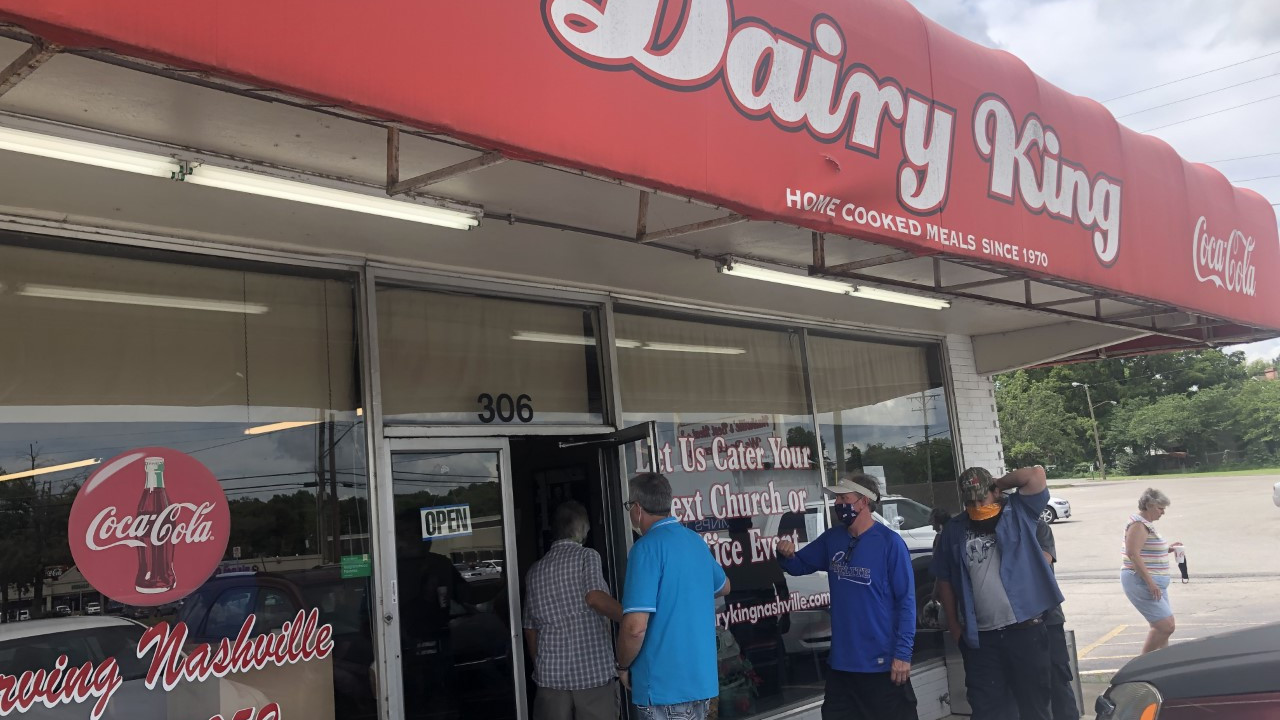 Dairy King
HOME COOKED MEALS SINCE 1970
Coca-Cola
306
OPEN
Let Us Cater Your
ext Church or
fice Event
rykingnashville.com
Coca-Cola
rving Nashville